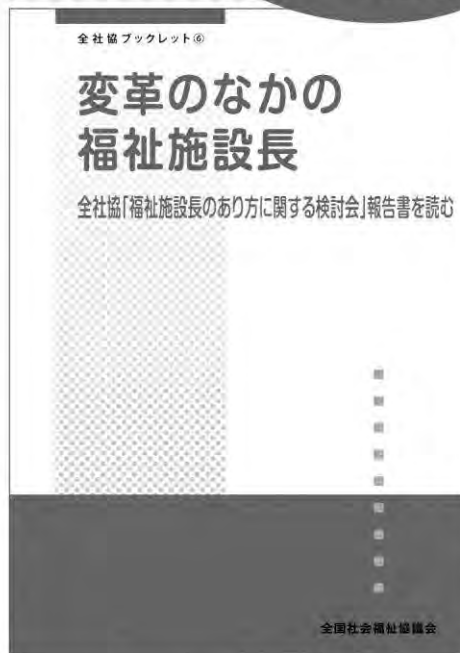 全社協ブックレット⑥
変革のなかの
福祉施設長
全社協「福祉施設長のあり方に関する検討会」報告書を読む
全国社会福祉協議会